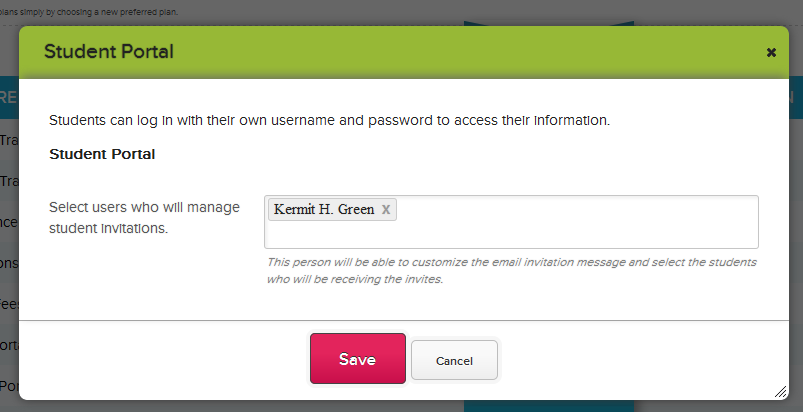 plans simply by choosing a new preferred plan.
Student Portal
Students can log in with their own username and password to access their information.
Student Portal
Select users who will manage
student invitations.
Kermit H. Green x
This person will be able to customize the email invitation message and select the students
who will be receiving the invites.
Save
Cancel